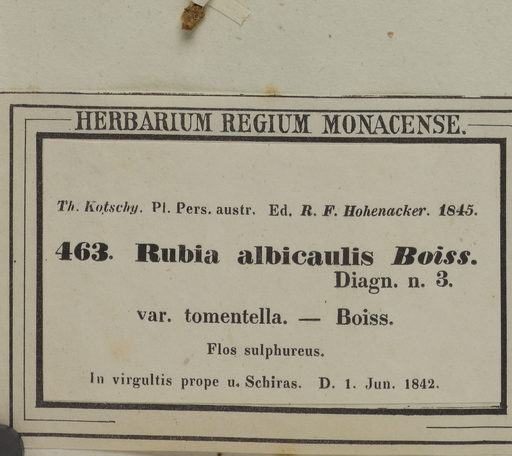 HERBARIUM REGIUM MONACENSE.
Th. Kotschy. Pl. Pers. austr. Ed. R. F. Hohenacker. 1845.
463. Rubia albicaulis Boiss.
Diagn. n. 3.
var. tomentella. — Boiss.
Flos sulphureus.
In virgultis prope u. Schiras. D. 1. Jun. 1842.